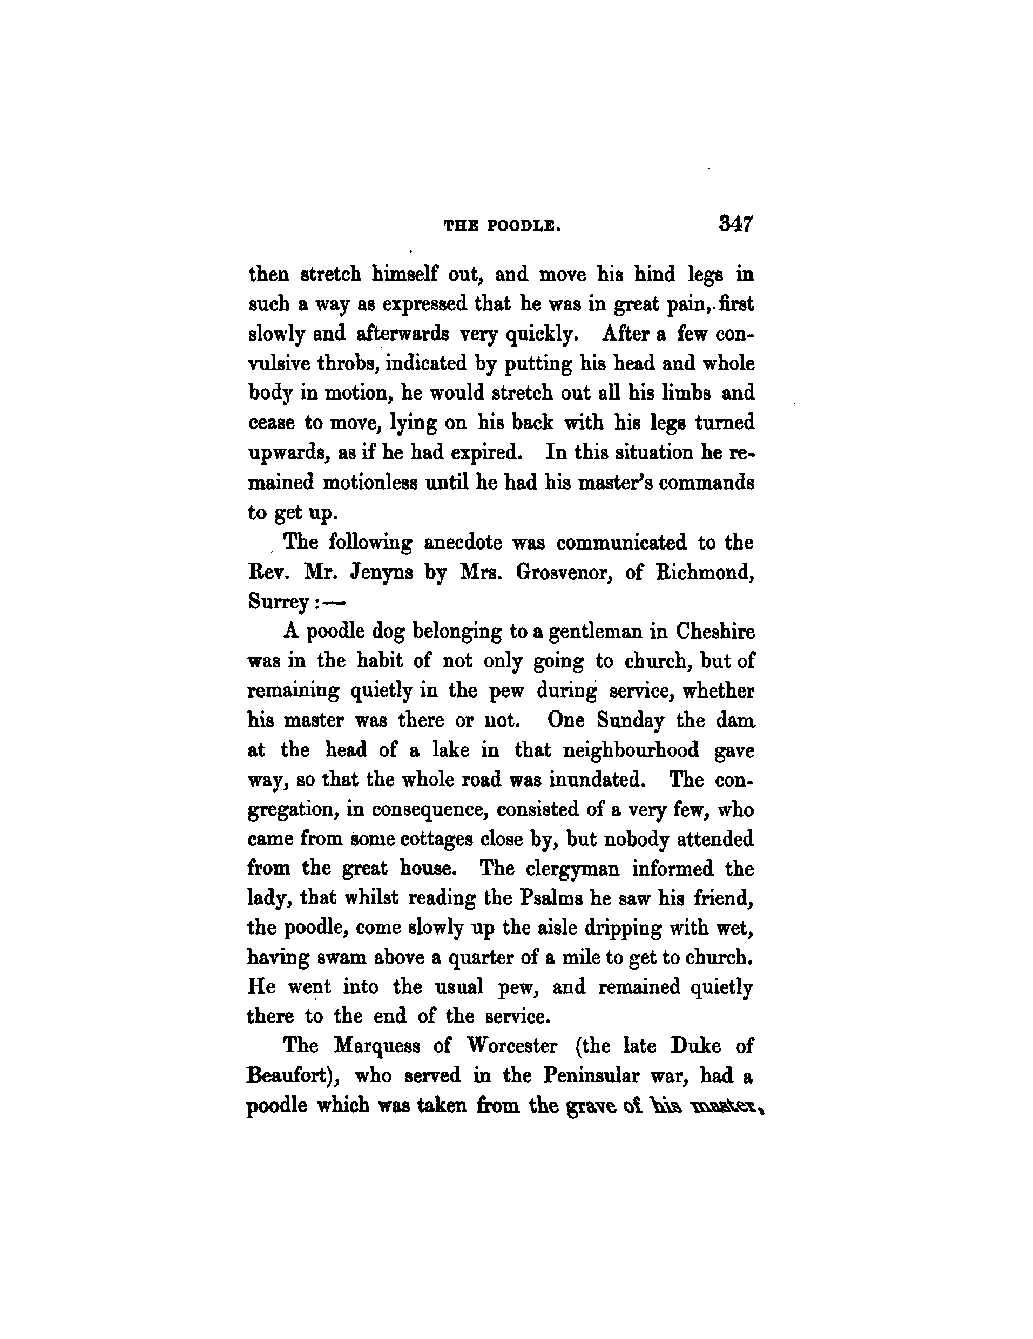 THE POODLE. 347
then stretch himself out, and move his hind legs in
such a way as expressed that he was in great pain, first
slowly and afterwards very quickly. After a few con-
vulsive throbs, indicated by putting his head and whole
body in motion, he would stretch out all his limbs and
cease to move, lying on his back with his legs turned
upwards, as if he had expired. In this situation he re-
mained motionless until he had his master's commands
to get up.
The following anecdote was communicated to the
Rev. Mr. Jenyns by Mrs. Grosvenor, of Richmond,
Surrey:—
A poodle dog belonging to a gentleman in Cheshire
was in the habit of not only going to church, but of
remaining quietly in the pew during service, whether
his master was there or not. One Sunday the dam
at the head of a lake in that neighbourhood gave
way, so that the whole road was inundated. The con-
gregation, in consequence, consisted of a very few, who
came from some cottages close by, but nobody attended
from the great house. The clergyman informed the
lady, that whilst reading the Psalms he saw his friend,
the poodle, come slowly up the aisle dripping with wet,
having swam above a quarter of a mile to get to church.
He went into the usual pew, and remained quietly
there to the end of the service.
The Marquess of Worcester (the late Duke of
Beaufort), who served in the Peninsular war, had a
poodle which was taken from the grave of his master,